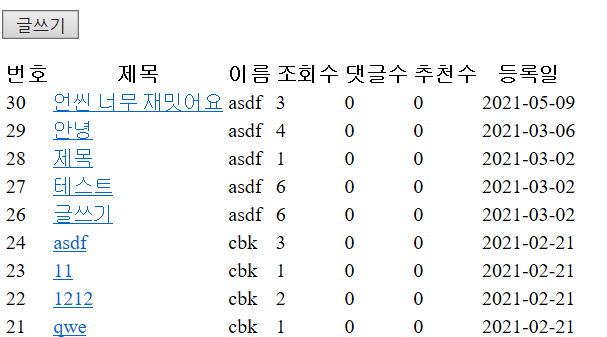 글쓰기
번호 제목 이름 조회수 댓글수 추천수 등록일
30 언씬 너무 재밋어요 asdf 3 0 0 2021-05-09
29 안녕 asdf 4 0 0 2021-03-06
28 제목 asdf 1 0 0 2021-03-02
27 테스트 asdf 6 0 0 2021-03-02
26 글쓰기 asdf 6 0 0 2021-03-02
24 asdf cbk 3 0 0 2021-02-21
23 11 cbk 1 0 0 2021-02-21
22 1212 cbk 2 0 0 2021-02-21
21 qwe cbk 1 0 0 2021-02-21